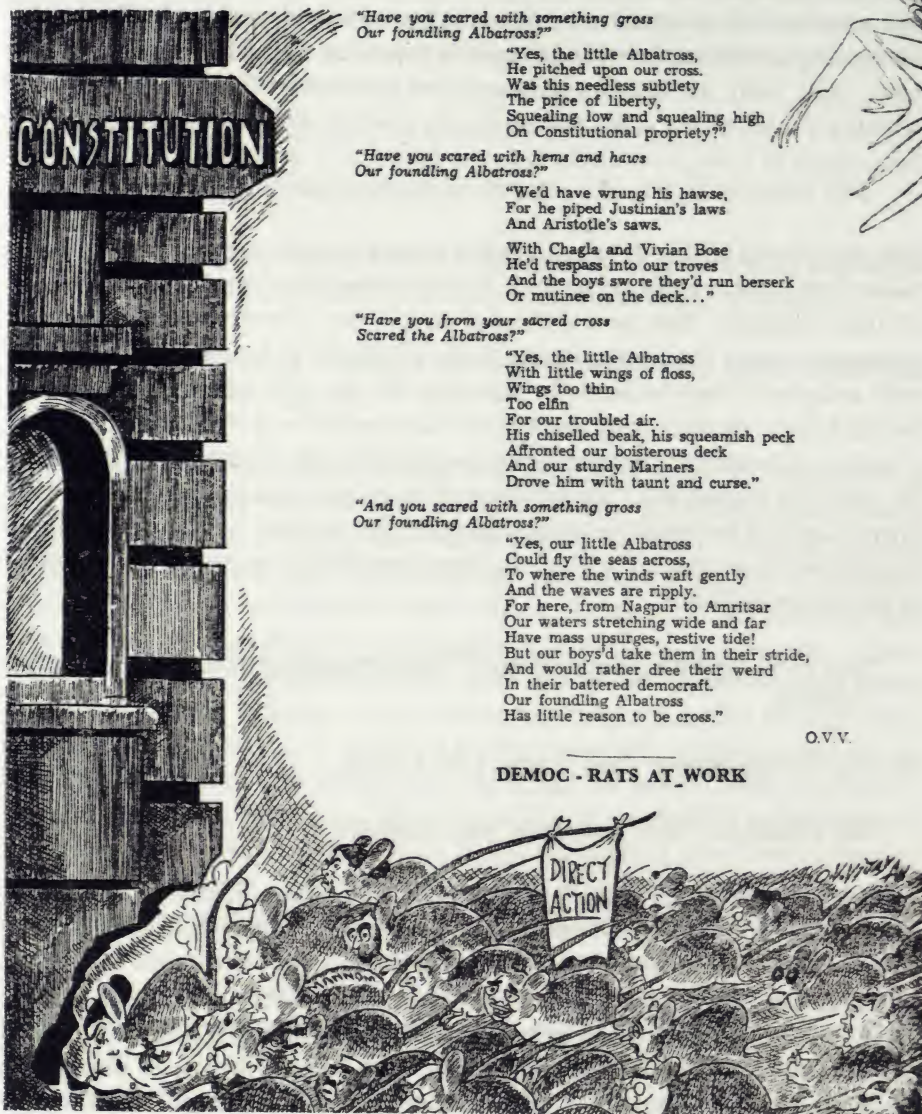 "Have you scared with something gross
Our foundling Albatross?"
"Yes, the little Albatross,
He pitched upon our cross.
Was this needless subtlety
The price of liberty,
Squealing low and squealing high
On Constitutional propriety?"
"Have you scared with hems and haws
Our foundling Albatross?"
"We'd have wrung his hawse,
For he piped Justinian's laws
And Aristotle's saws.
With Chagla and Vivian Bose
He'd trespass into our troves
And the boys swore they'd run berserk
Or mutinee on the deck..."
"Have you from your sacred cross
Scared the Albatross?"
"Yes, the little Albatross
With little wings of floss,
Wings too thin
Too elfin
For our troubled air.
His chiselled beak, his squeamish peck
Affronted our boisterous deck
And our sturdy Mariners
Drove him with taunt and curse."
"And you scared with something gross
Our foundling Albatross?"
"Yes, our little Albatross
Could fly the seas across,
To where the winds waft gently
And the waves are ripply.
For here, from Nagpur to Amritsar
Our waters stretching wide and far
Have mass upsurges, restive tide!
But our boys'd take them in their stride,
And would rather dree their weird
In their battered democraft.
Our foundling Albatross
Has little reason to be cross."
O.V.V.
CONSTITUTION
DEMOC - RATS AT WORK
DIRECT
ACTION
O.V. VIJAYAN